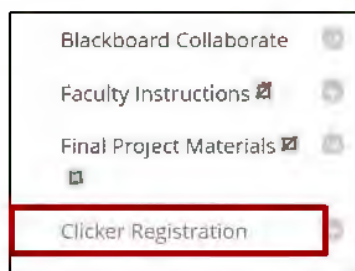 Blackboard Collaborate
Faculty Instructions
Final Project Materials
Clicker Registration